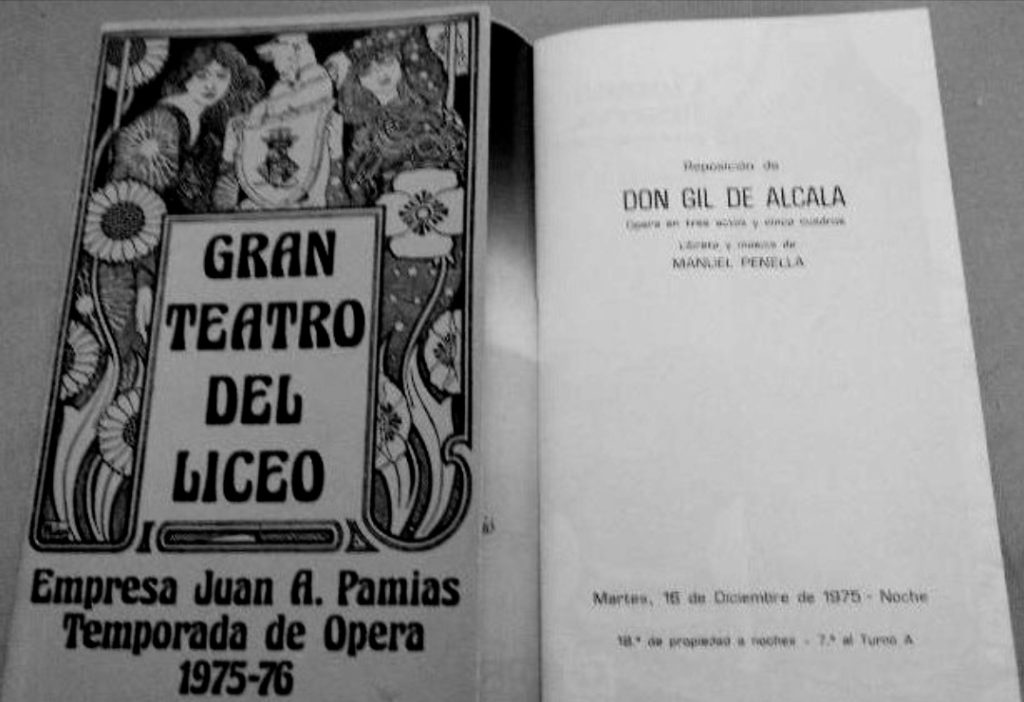 GRAN
TEATRO
DEL
LICEO
Empresa Juan A. Pamias
Temporada de Opera
1975-76
Reposición de
DON GIL DE ALCALA
Opera en tres actos y cinco cuadros
Libreto y música de
MANUEL PENELLA
Martes, 16 de Diciembre de 1975 - Noche
18.ª de propiedad a noches - 7.ª al Turno A